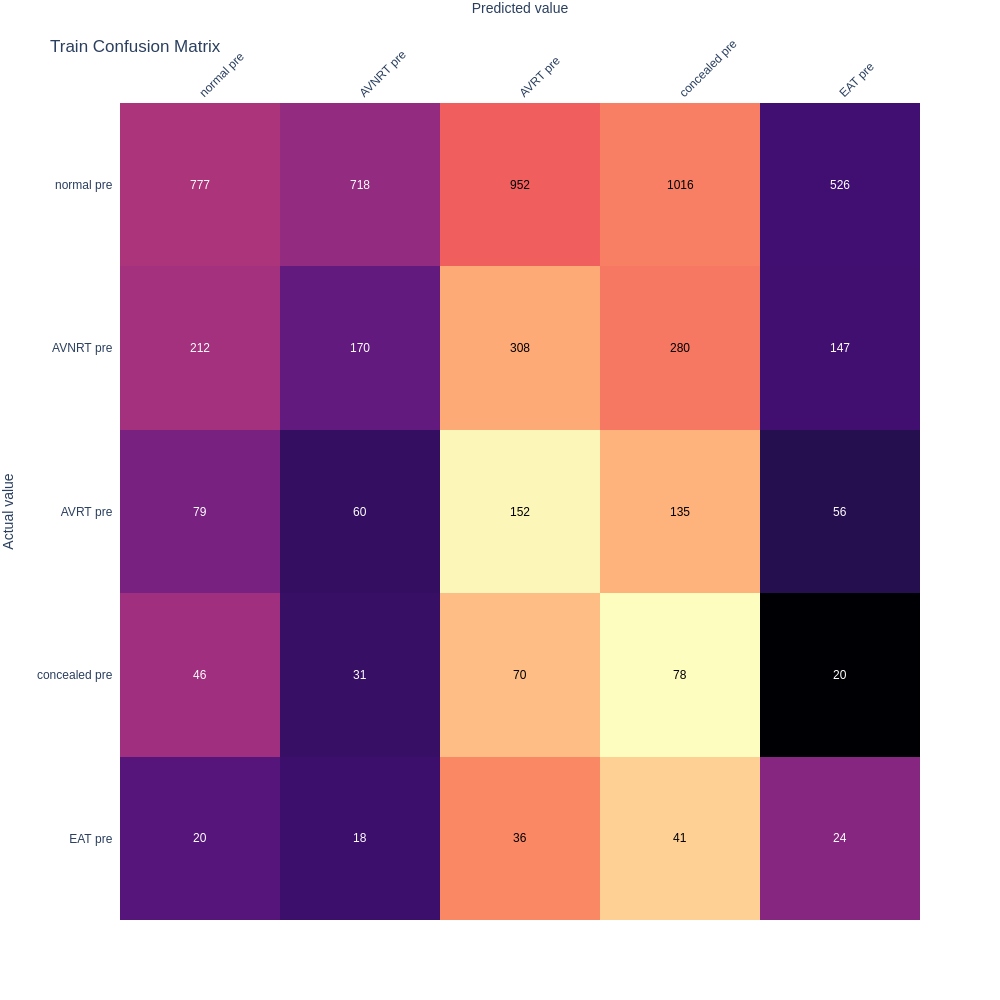 Predicted value
Train Confusion Matrix
normal pre AVNRT pre AVRT pre concealed pre EAT pre
normal pre 777 718 952 1016 526
AVNRT pre 212 170 308 280 147
AVRT pre 79 60 152 135 56
concealed pre 46 31 70 78 20
EAT pre 20 18 36 41 24
Actual value